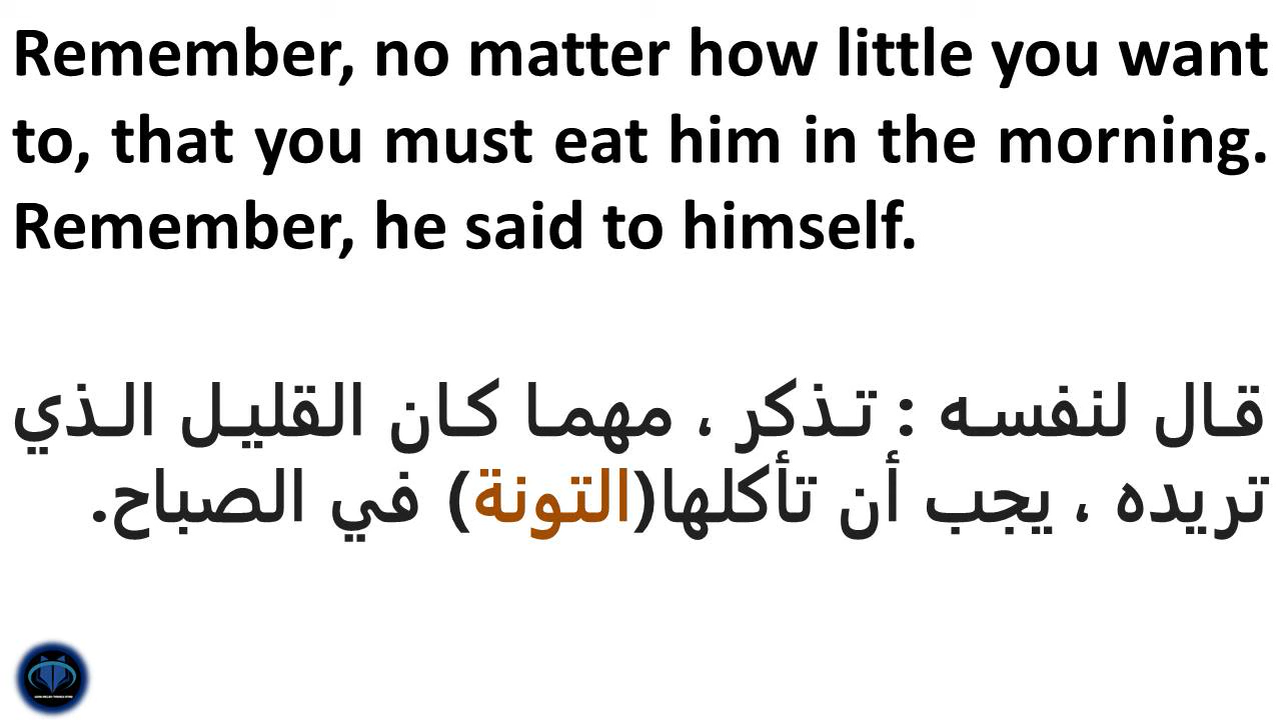 Remember, no matter how little you want
to, that you must eat him in the morning.
Remember, he said to himself.
قال لنفسه : تذكر ، مهما كان القليل الذي
تريده ، يجب أن تأكلها(التونة) في الصباح.